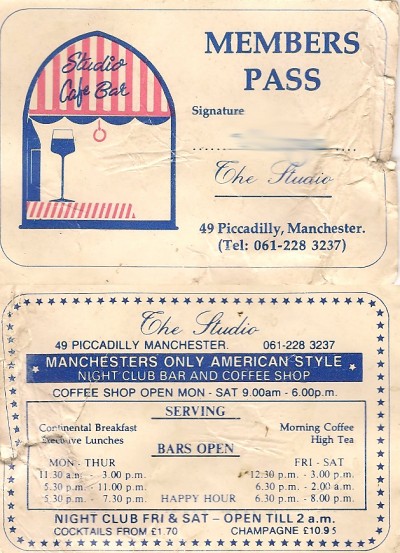 Studio
Cafe Bar
MEMBERS
PASS
Signature
The Studio
49 Piccadilly, Manchester.
(Tel: 061-228 3237)
The Studio
49 PICCADILLY MANCHESTER. 061-228 3237
MANCHESTERS ONLY AMERICAN STYLE
NIGHT CLUB BAR AND COFFEE SHOP
COFFEE SHOP OPEN MON - SAT 9.00am - 6.00p.m.
SERVING
Continental Breakfast Morning Coffee
Executive Lunches High Tea
BARS OPEN
MON - THUR FRI - SAT
11.30 a.m. - 3.00 p.m. 12.30 p.m. - 3.00 p.m.
5.30 p.m. - 11.00 p.m. 6.30 p.m. - 2.00 a.m.
5.30 p.m. - 7.30 p.m. HAPPY HOUR 6.30 p.m. - 8.00 p.m.
NIGHT CLUB FRI & SAT – OPEN TILL 2 a.m.
COCKTAILS FROM £1.70 CHAMPAGNE £10.95